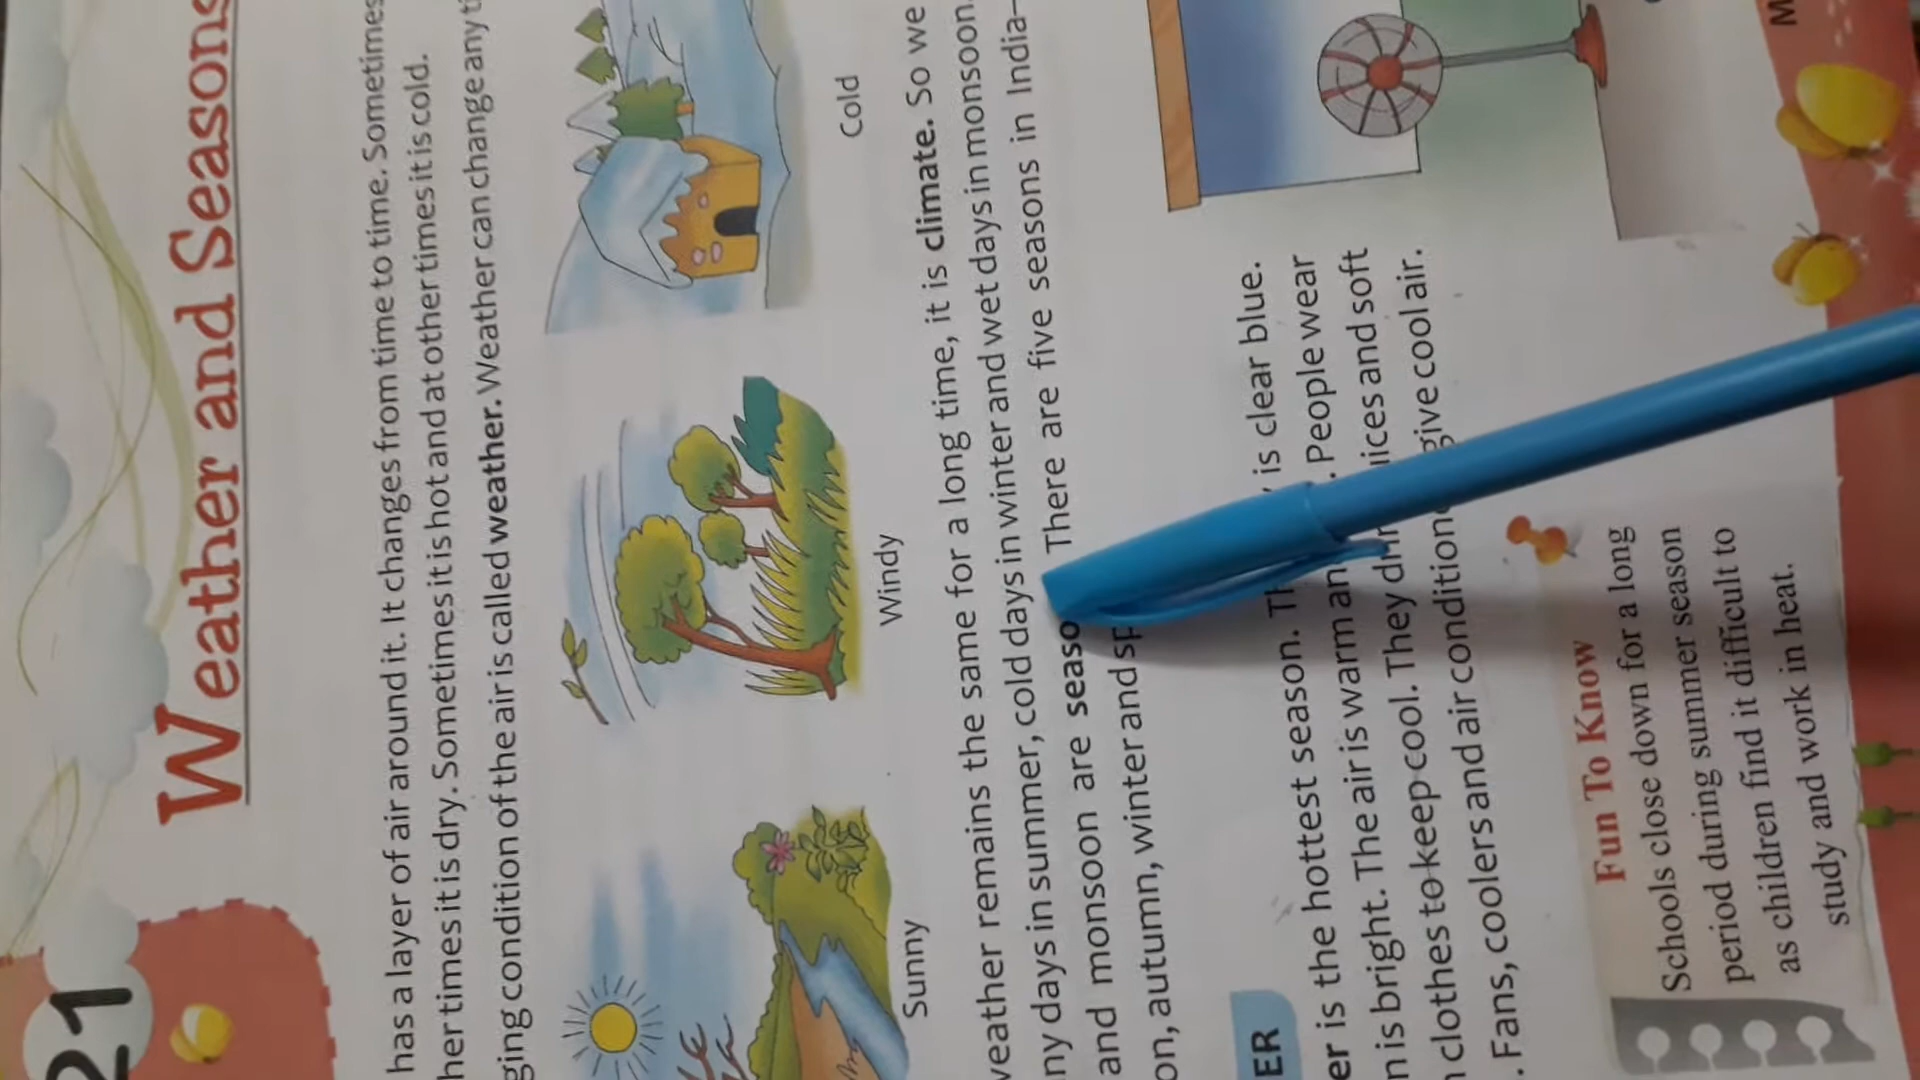 21
Weather and Seasons
has a layer of air around it. It changes from time to time. Sometimes
her times it is dry. Sometimes it is hot and at other times it is cold.
ging condition of the air is called weather. Weather can change any t
Sunny
Windy
Cold
weather remains the same for a long time, it is climate. So we
ny days in summer, cold days in winter and wet days in monsoon.
and monsoon are seaso There are five seasons in India–
on, autumn, winter and sp
ER
er is the hottest season. Th is clear blue.
n is bright. The air is warm an . People wear
n clothes to keep cool. They dri uices and soft
. Fans, coolers and air condition give cool air.
Fun To Know
Schools close down for a long
period during summer season
as children find it difficult to
study and work in heat.